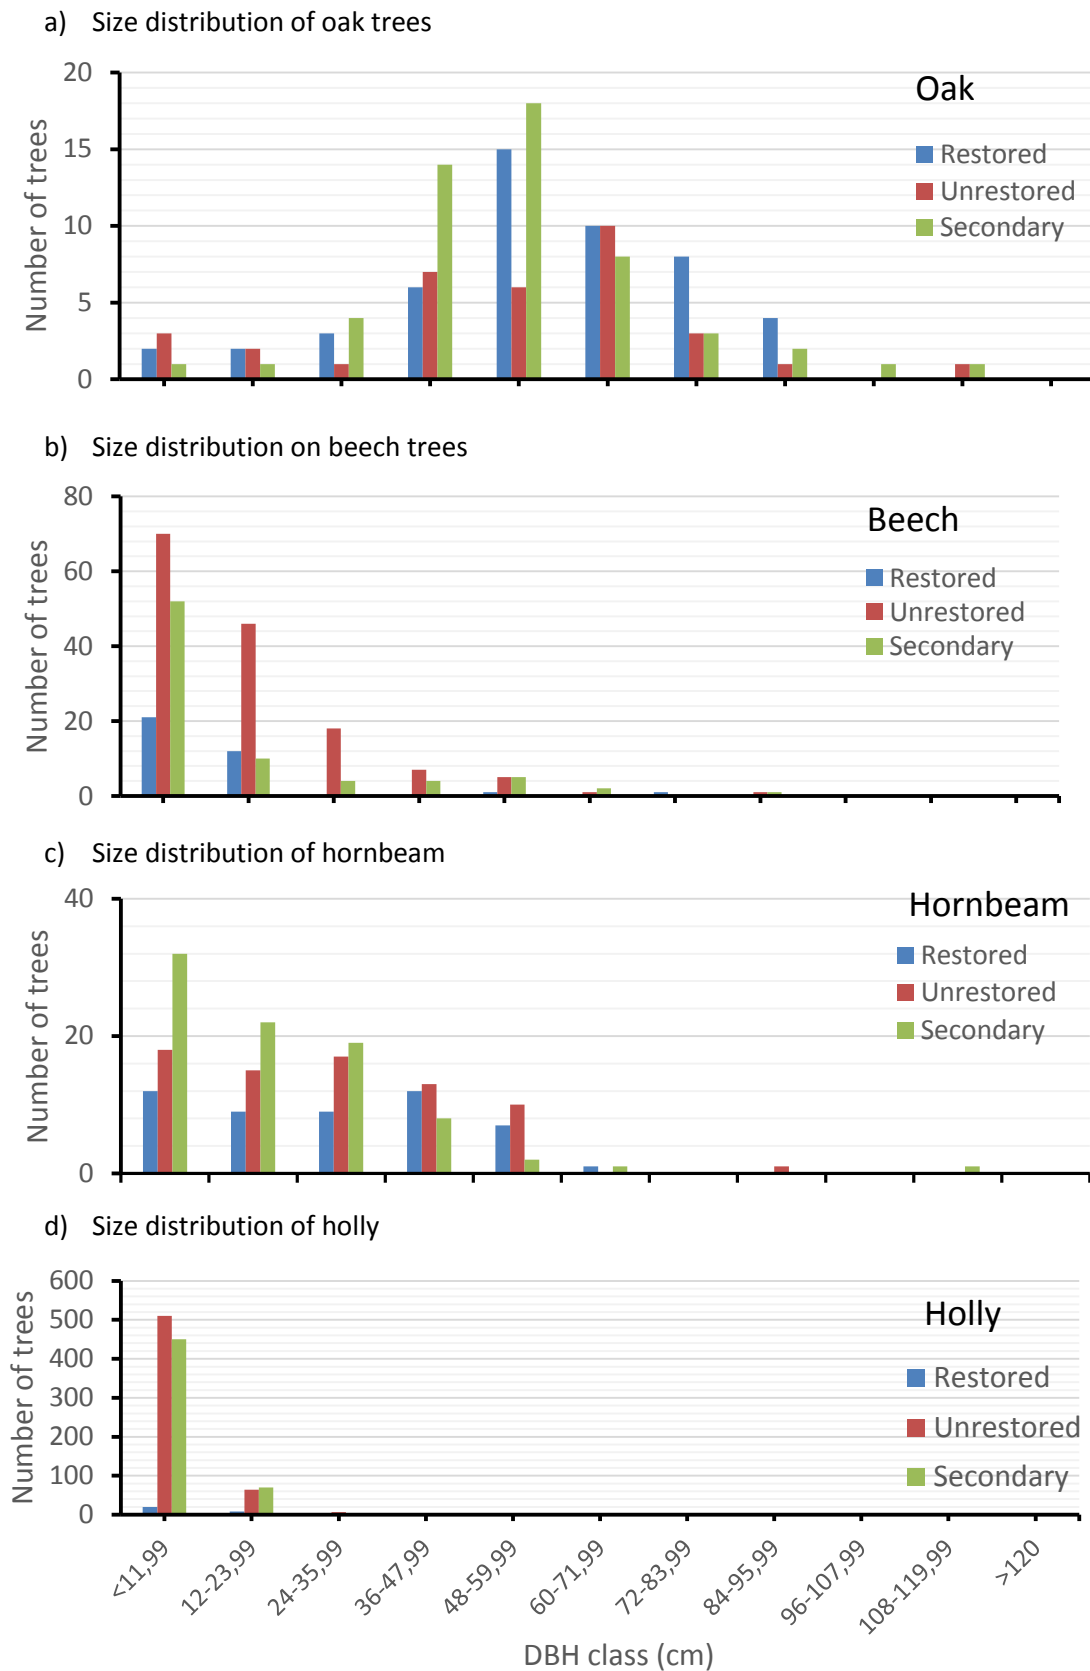 a) Size distribution of oak trees
Oak
Restored
Unrestored
Secondary
Number of trees
20
15
10
5
0
b) Size distribution on beech trees
Beech
Restored
Unrestored
Secondary
Number of trees
80
60
40
20
0
c) Size distribution of hornbeam
Hornbeam
Restored
Unrestored
Secondary
Number of trees
40
20
0
d) Size distribution of holly
Holly
Restored
Unrestored
Secondary
Number of trees
600
500
400
300
200
100
0
<11,99
12-23,99
24-35,99
36-47,99
48-59,99
60-71,99
72-83,99
84-95,99
96-107,99
108-119,99
>120
DBH class (cm)